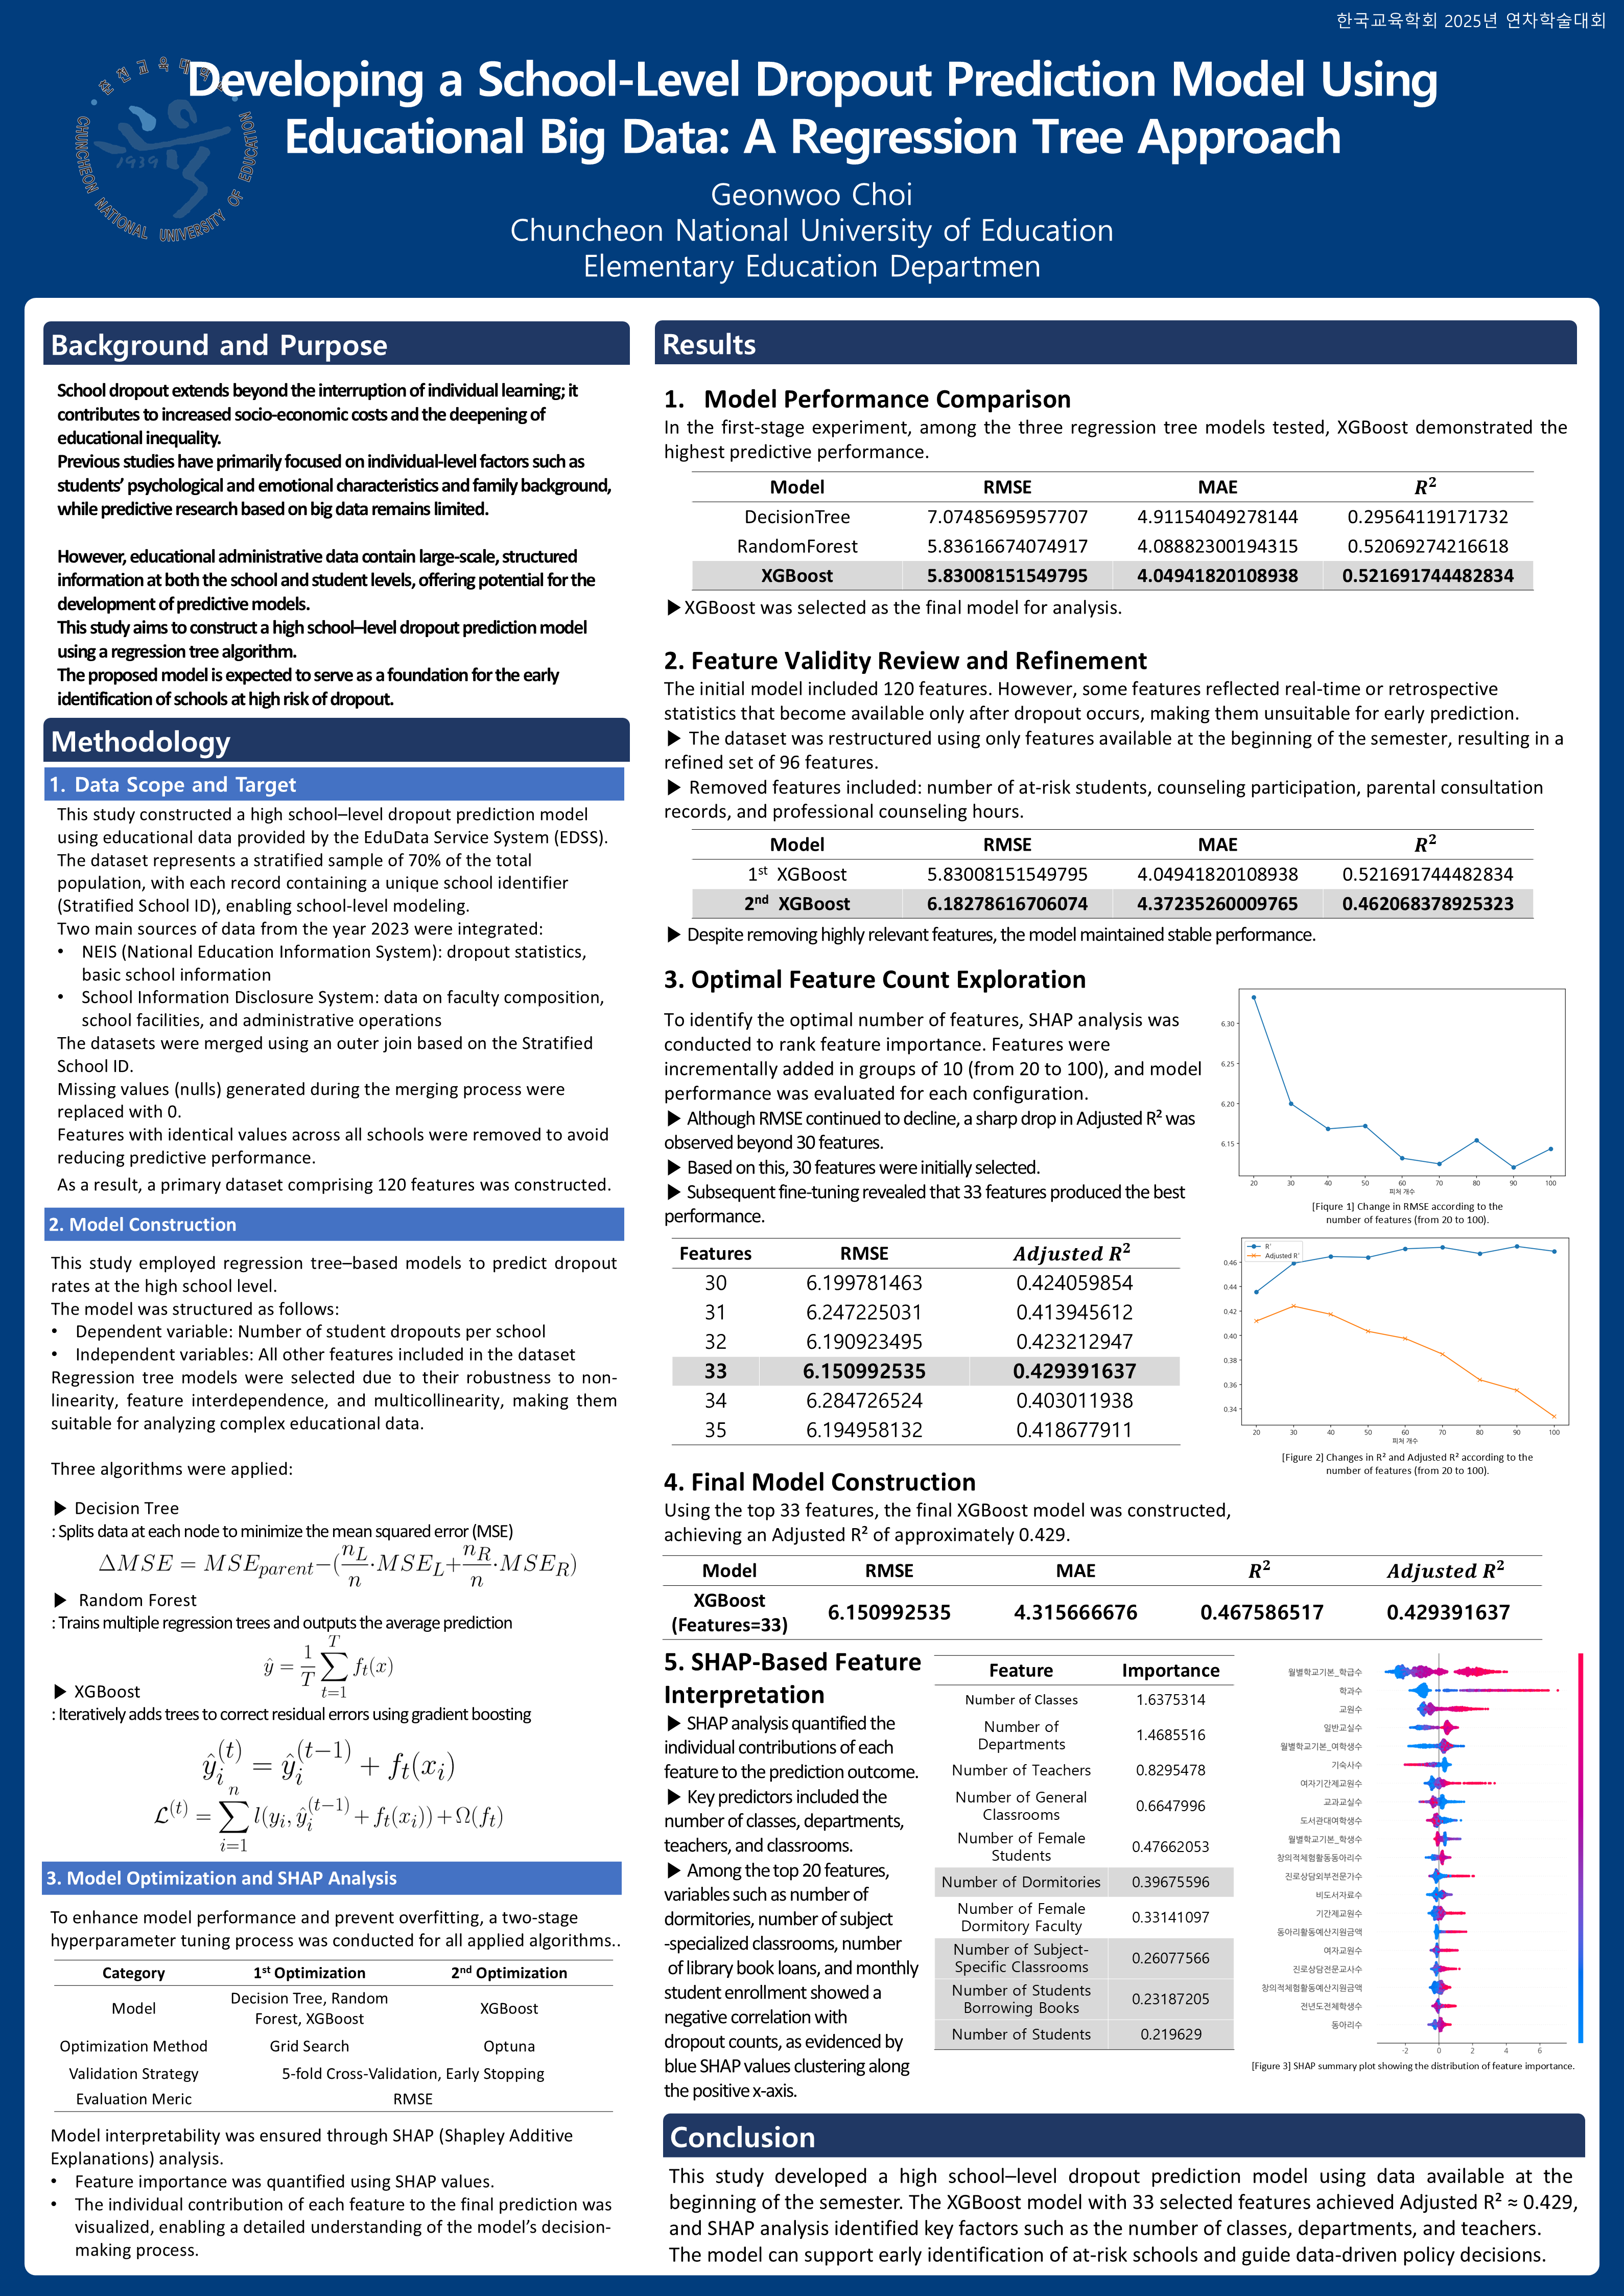 한국교육학회 2025년 연차학술대회
춘천교육대학교
CHUNCHEON NATIONAL UNIVERSITY OF EDUCATION
1939
Developing a School-Level Dropout Prediction Model Using
Educational Big Data: A Regression Tree Approach
Geonwoo Choi
Chuncheon National University of Education
Elementary Education Departmen
Background and Purpose
School dropout extends beyond the interruption of individual learning; it
contributes to increased socio-economic costs and the deepening of
educational inequality.
Previous studies have primarily focused on individual-level factors such as
students’ psychological and emotional characteristics and family background,
while predictive research based on big data remains limited.
However, educational administrative data contain large-scale, structured
information at both the school and student levels, offering potential for the
development of predictive models.
This study aims to construct a high school–level dropout prediction model
using a regression tree algorithm.
The proposed model is expected to serve as a foundation for the early
identification of schools at high risk of dropout.
Methodology
1. Data Scope and Target
This study constructed a high school–level dropout prediction model
using educational data provided by the EduData Service System (EDSS).
The dataset represents a stratified sample of 70% of the total
population, with each record containing a unique school identifier
(Stratified School ID), enabling school-level modeling.
Two main sources of data from the year 2023 were integrated:
• NEIS (National Education Information System): dropout statistics,
basic school information
• School Information Disclosure System: data on faculty composition,
school facilities, and administrative operations
The datasets were merged using an outer join based on the Stratified
School ID.
Missing values (nulls) generated during the merging process were
replaced with 0.
Features with identical values across all schools were removed to avoid
reducing predictive performance.
As a result, a primary dataset comprising 120 features was constructed.
2. Model Construction
This study employed regression tree–based models to predict dropout
rates at the high school level.
The model was structured as follows:
• Dependent variable: Number of student dropouts per school
• Independent variables: All other features included in the dataset
Regression tree models were selected due to their robustness to non-
linearity, feature interdependence, and multicollinearity, making them
suitable for analyzing complex educational data.
Three algorithms were applied:
▶ Decision Tree
: Splits data at each node to minimize the mean squared error (MSE)
ΔMSE = MSE_parent−(n_L/n·MSE_L+n_R/n·MSE_R)
▶ Random Forest
: Trains multiple regression trees and outputs the average prediction
ŷ = 1/T ∑_{t=1}^{T} f_t(x)
▶ XGBoost
: Iteratively adds trees to correct residual errors using gradient boosting
ŷ_i^{(t)} = ŷ_i^{(t−1)} + f_t(x_i)
ℒ^{(t)} = ∑_{i=1}^{n} l(y_i, ŷ_i^{(t−1)} + f_t(x_i)) + Ω(f_t)
3. Model Optimization and SHAP Analysis
To enhance model performance and prevent overfitting, a two-stage
hyperparameter tuning process was conducted for all applied algorithms..
Category 1st Optimization 2nd Optimization
Model Decision Tree, Random Forest, XGBoost XGBoost
Optimization Method Grid Search Optuna
Validation Strategy 5-fold Cross-Validation, Early Stopping
Evaluation Meric RMSE
Model interpretability was ensured through SHAP (Shapley Additive
Explanations) analysis.
• Feature importance was quantified using SHAP values.
• The individual contribution of each feature to the final prediction was
visualized, enabling a detailed understanding of the model’s decision-
making process.
Results
1. Model Performance Comparison
In the first-stage experiment, among the three regression tree models tested, XGBoost demonstrated the
highest predictive performance.
Model RMSE MAE R²
DecisionTree 7.07485695957707 4.91154049278144 0.29564119171732
RandomForest 5.83616674074917 4.08882300194315 0.52069274216618
XGBoost 5.83008151549795 4.04941820108938 0.521691744482834
▶XGBoost was selected as the final model for analysis.
2. Feature Validity Review and Refinement
The initial model included 120 features. However, some features reflected real-time or retrospective
statistics that become available only after dropout occurs, making them unsuitable for early prediction.
▶ The dataset was restructured using only features available at the beginning of the semester, resulting in a
refined set of 96 features.
▶ Removed features included: number of at-risk students, counseling participation, parental consultation
records, and professional counseling hours.
Model RMSE MAE R²
1st XGBoost 5.83008151549795 4.04941820108938 0.521691744482834
2nd XGBoost 6.18278616706074 4.37235260009765 0.462068378925323
▶ Despite removing highly relevant features, the model maintained stable performance.
3. Optimal Feature Count Exploration
To identify the optimal number of features, SHAP analysis was
conducted to rank feature importance. Features were
incrementally added in groups of 10 (from 20 to 100), and model
performance was evaluated for each configuration.
▶ Although RMSE continued to decline, a sharp drop in Adjusted R² was
observed beyond 30 features.
▶ Based on this, 30 features were initially selected.
▶ Subsequent fine-tuning revealed that 33 features produced the best
performance.
6.30
6.25
6.20
6.15
20 30 40 50 60 70 80 90 100
피처 개수
[Fiqure 1] Change in RMSE according to the
number of features (from 20 to 100).
Features RMSE Adjusted R²
30 6.199781463 0.424059854
31 6.247225031 0.413945612
32 6.190923495 0.423212947
33 6.150992535 0.429391637
34 6.284726524 0.403011938
35 6.194958132 0.418677911
R²
Adjusted R²
0.46
0.44
0.42
0.40
0.38
0.36
0.34
20 30 40 50 60 70 80 90 100
피처 개수
[Figure 2] Changes in R² and Adjusted R² according to the
number of features (from 20 to 100).
4. Final Model Construction
Using the top 33 features, the final XGBoost model was constructed,
achieving an Adjusted R² of approximately 0.429.
Model RMSE MAE R² Adjusted R²
XGBoost (Features=33) 6.150992535 4.315666676 0.467586517 0.429391637
5. SHAP-Based Feature
Interpretation
▶ SHAP analysis quantified the
individual contributions of each
feature to the prediction outcome.
▶ Key predictors included the
number of classes, departments,
teachers, and classrooms.
▶ Among the top 20 features,
variables such as number of
dormitories, number of subject
-specialized classrooms, number
of library book loans, and monthly
student enrollment showed a
negative correlation with
dropout counts, as evidenced by
blue SHAP values clustering along
the positive x-axis.
Feature Importance
Number of Classes 1.6375314
Number of Departments 1.4685516
Number of Teachers 0.8295478
Number of General Classrooms 0.6647996
Number of Female Students 0.47662053
Number of Dormitories 0.39675596
Number of Female Dormitory Faculty 0.33141097
Number of Subject-Specific Classrooms 0.26077566
Number of Students Borrowing Books 0.23187205
Number of Students 0.219629
월별학교기본_학급수
학과수
교원수
일반교실수
월별학교기본_여학생수
기숙사수
여자기간제교원수
교과교실수
도서관대여학생수
월별학교기본_학생수
창의적체험활동동아리수
진로상담외부전문가수
비도서자료수
기간제교원수
동아리활동예산지원금액
여자교원수
진로상담전문교사수
창의적체험활동예산지원금액
전년도전체학생수
동아리수
-2 0 2 4 6
[Figure 3] SHAP summary plot showing the distribution of feature importance.
Conclusion
This study developed a high school–level dropout prediction model using data available at the
beginning of the semester. The XGBoost model with 33 selected features achieved Adjusted R² ≈ 0.429,
and SHAP analysis identified key factors such as the number of classes, departments, and teachers.
The model can support early identification of at-risk schools and guide data-driven policy decisions.